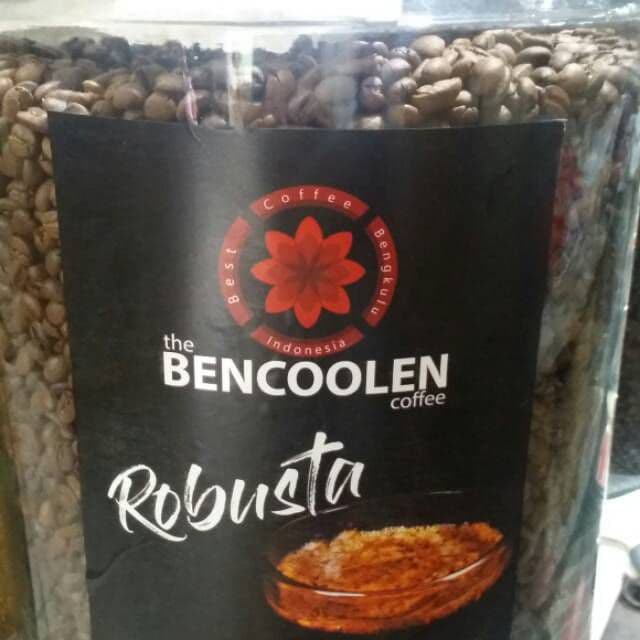 Best Coffee Bengkulu
Indonesia
the
BENCOOLEN
coffee
Robusta